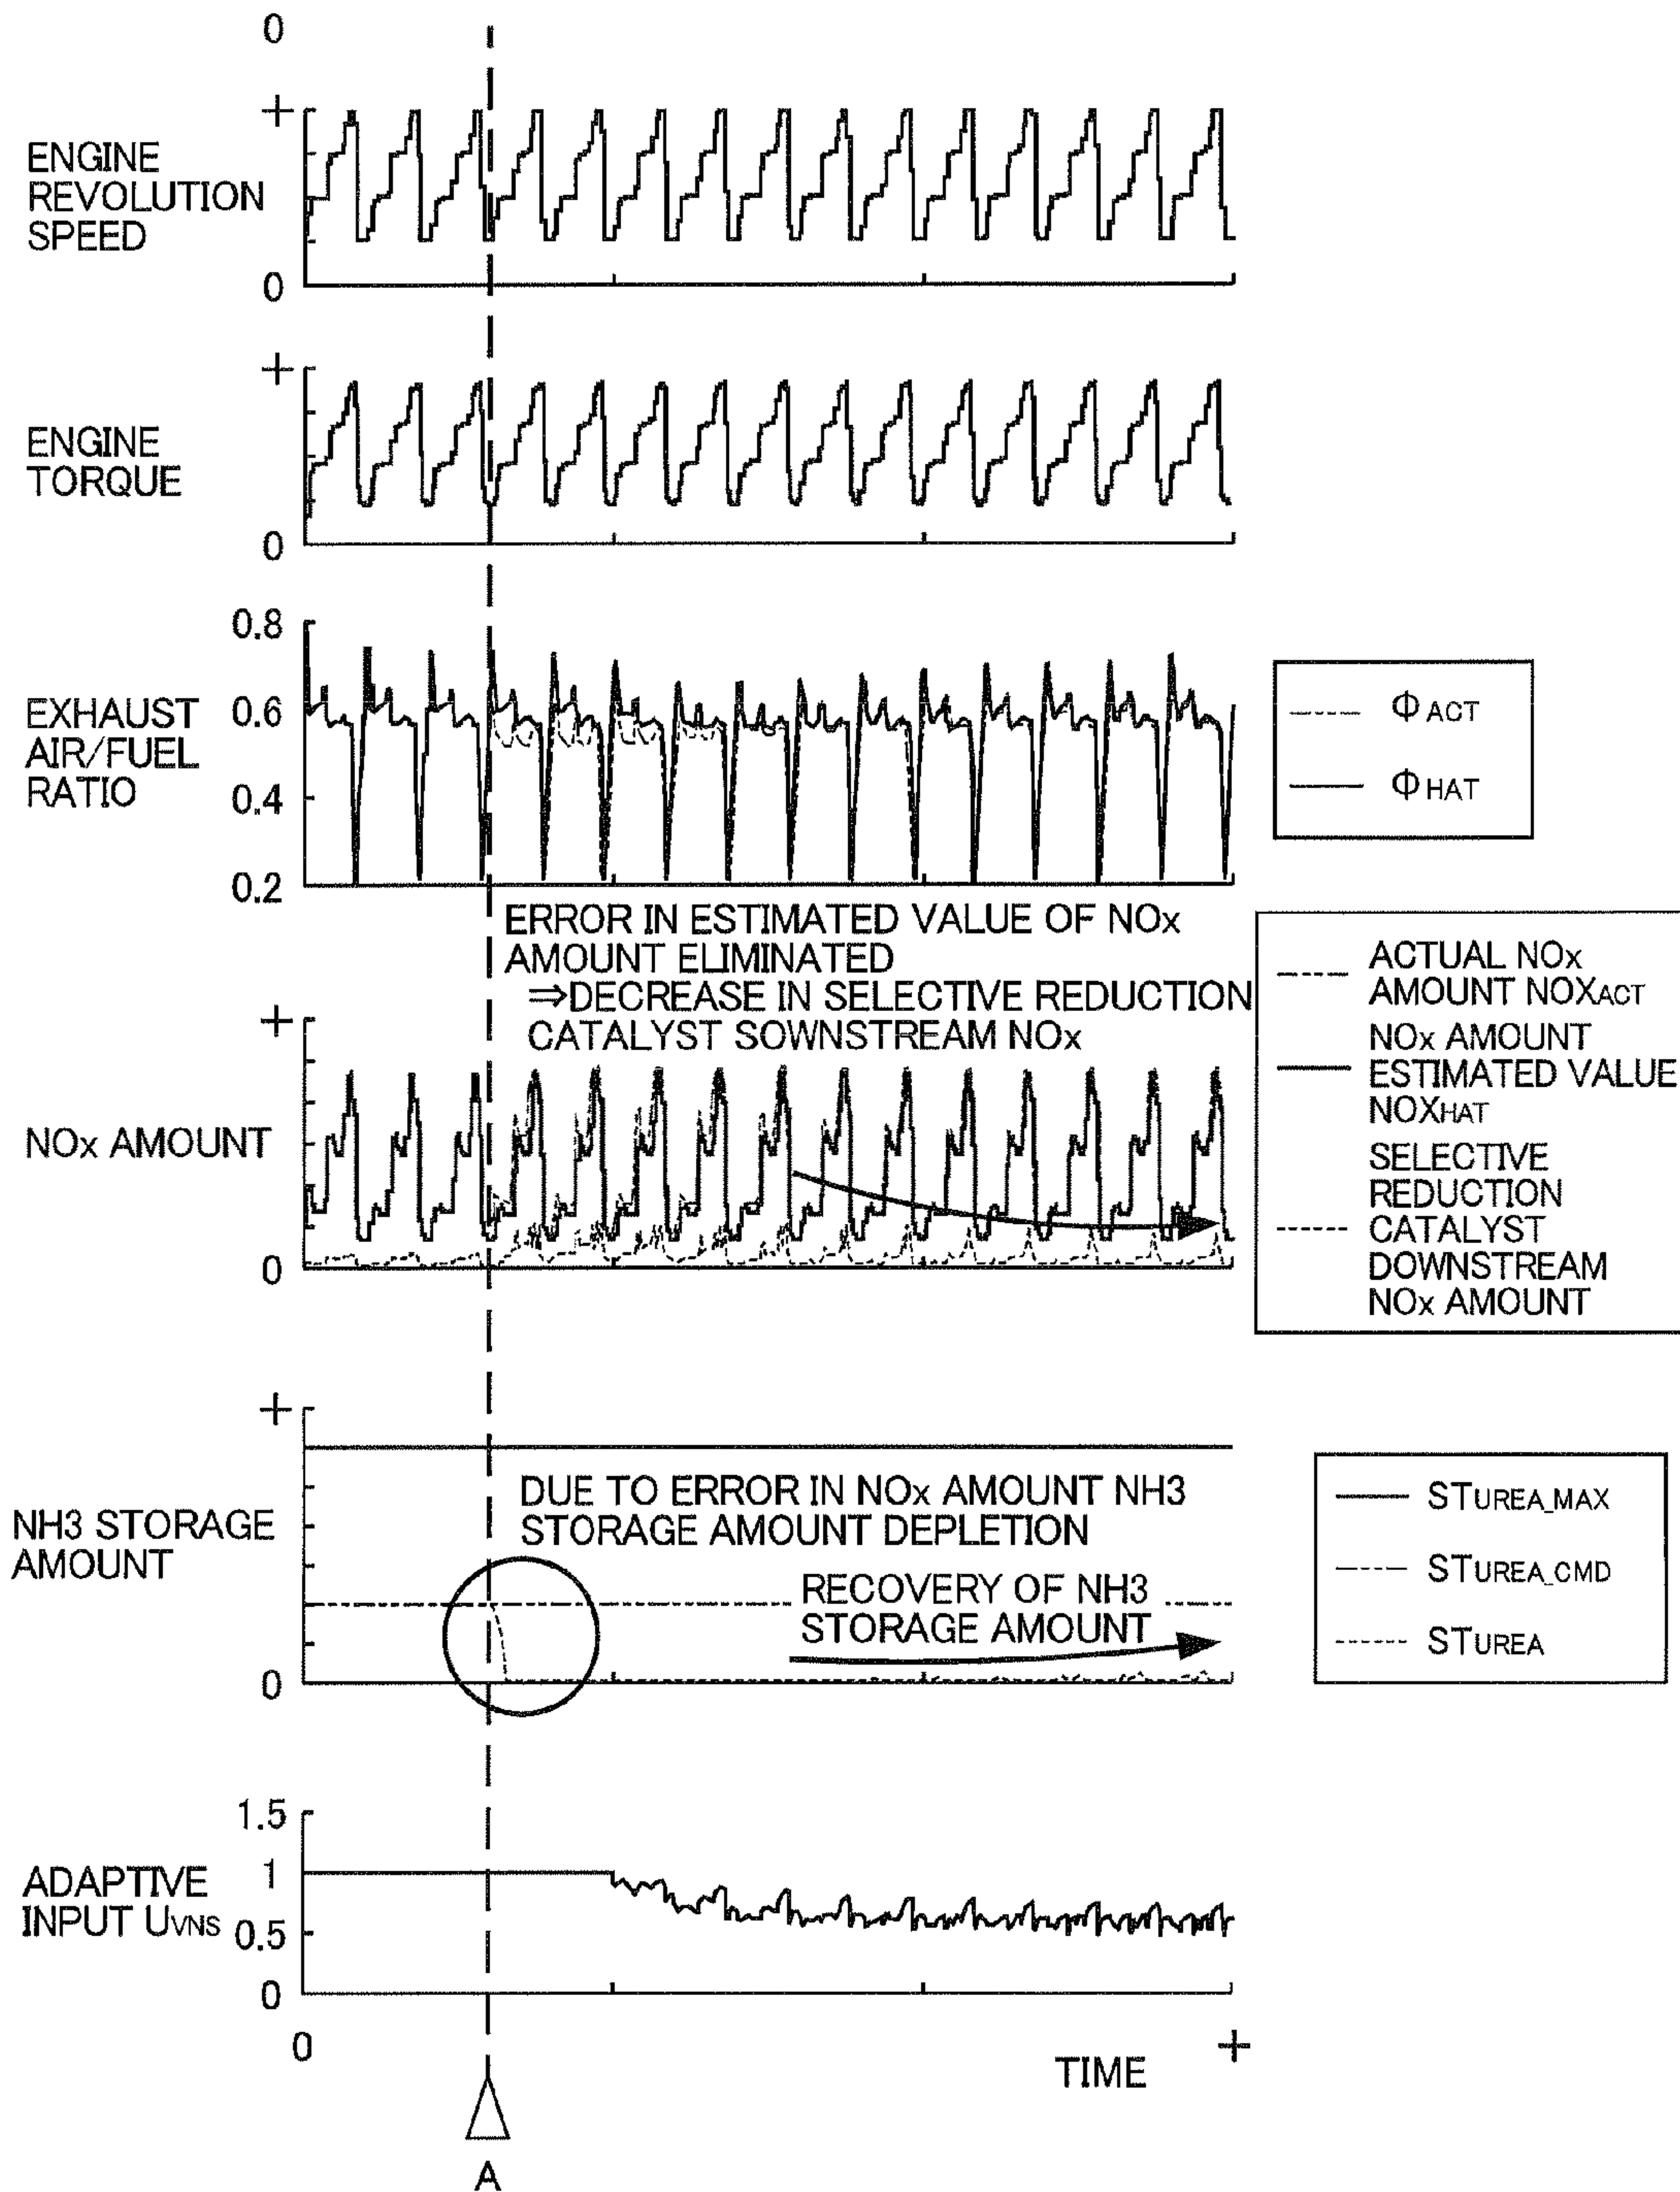 0
+
ENGINE
REVOLUTION
SPEED
0
+
ENGINE
TORQUE
0
0.8
EXHAUST
AIR/FUEL
RATIO
0.6
0.4
0.2
ΦACT
ΦHAT
ERROR IN ESTIMATED VALUE OF NOx
AMOUNT ELIMINATED
⇒DECREASE IN SELECTIVE REDUCTION
CATALYST SOWNSTREAM NOx
+
NOx AMOUNT
0
ACTUAL NOx
AMOUNT NOXACT
NOx AMOUNT
ESTIMATED VALUE
NOXHAT
SELECTIVE
REDUCTION
CATALYST
DOWNSTREAM
NOx AMOUNT
+
NH3 STORAGE
AMOUNT
0
DUE TO ERROR IN NOx AMOUNT NH3
STORAGE AMOUNT DEPLETION
RECOVERY OF NH3
STORAGE AMOUNT
STUREA_MAX
STUREA_CMD
STUREA
1.5
ADAPTIVE
INPUT UVNS
1
0.5
0
0
TIME
+
A